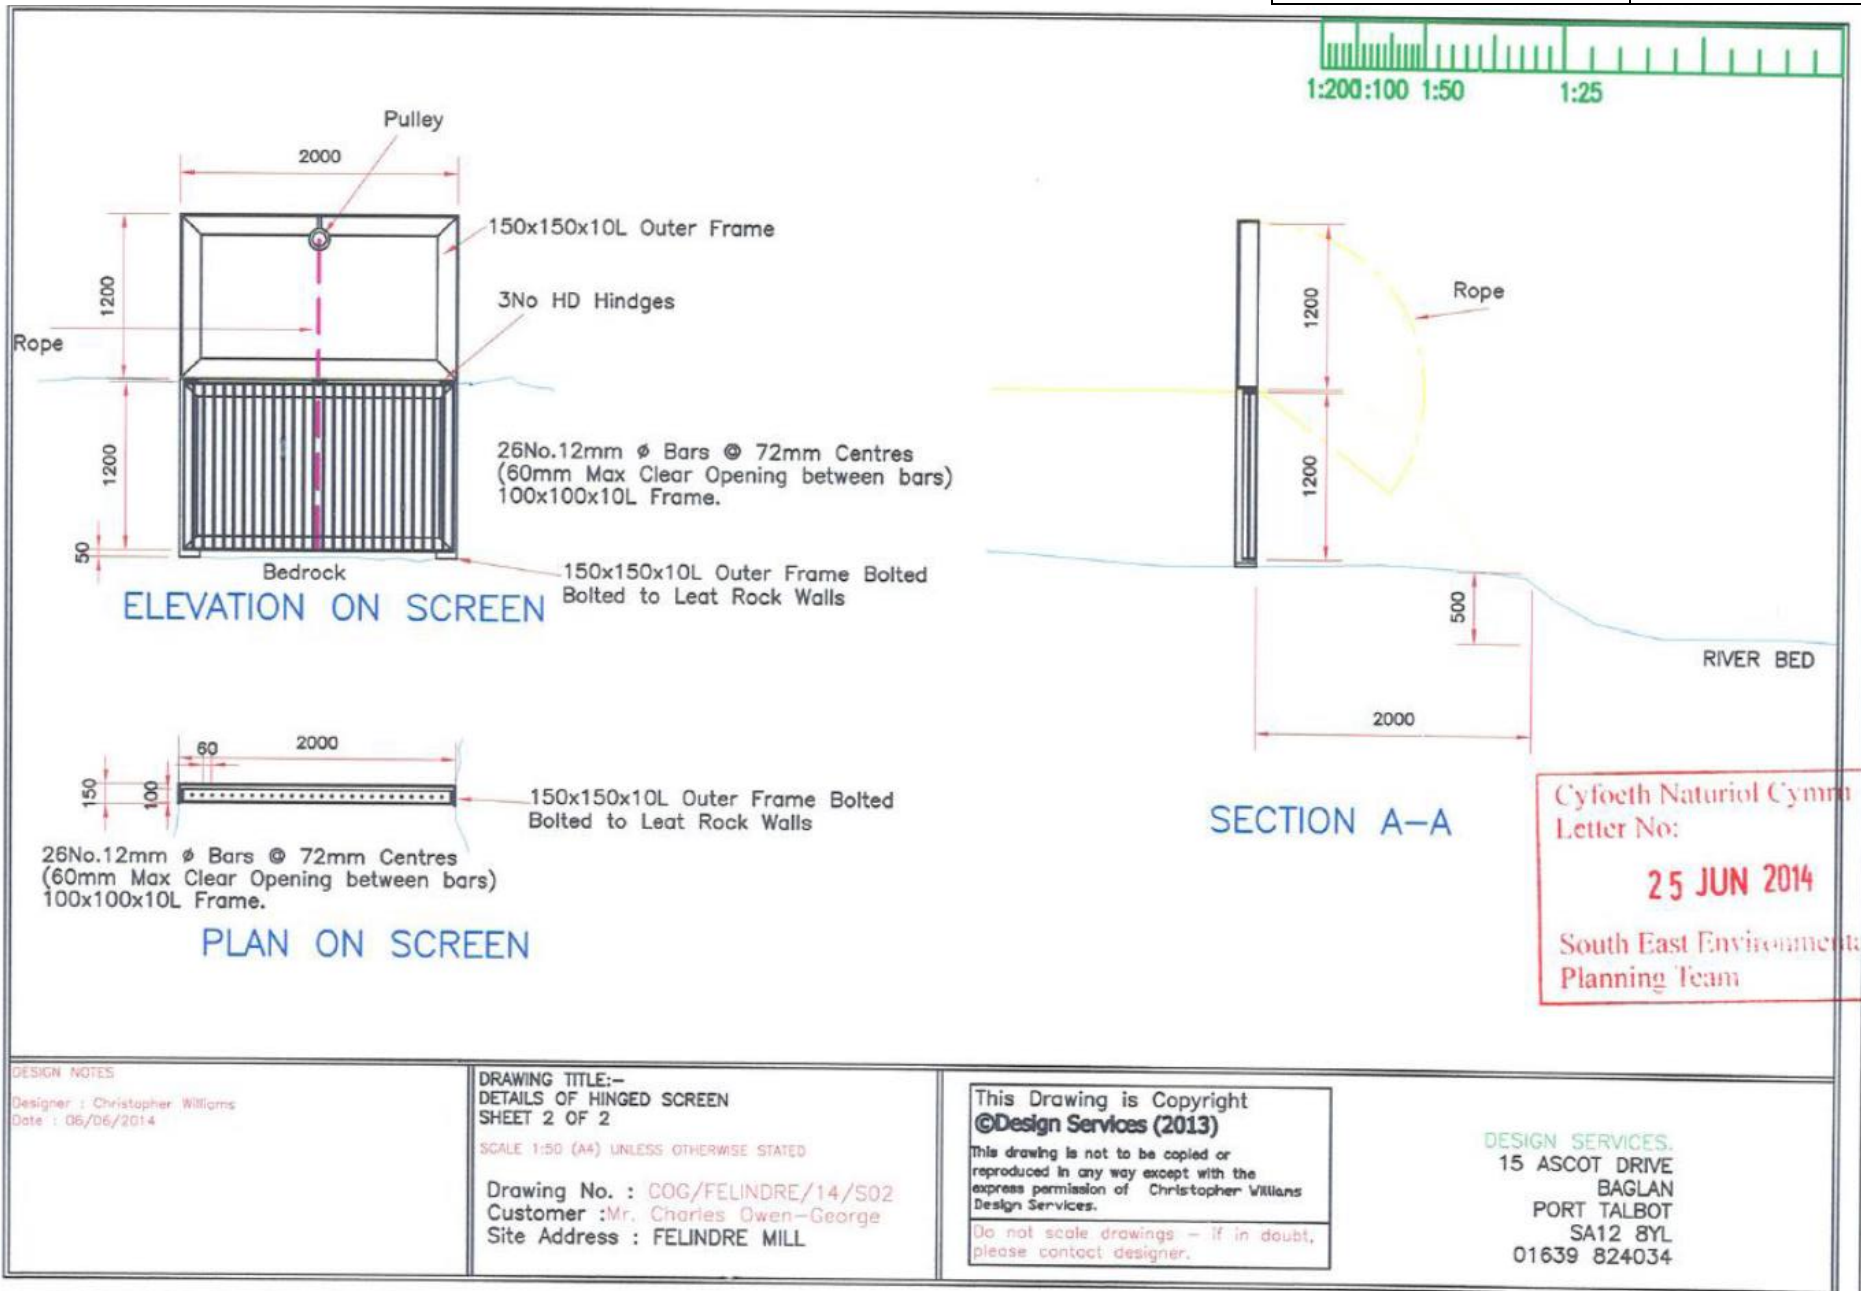 1:200 1:100 1:50 1:25
Pulley
2000
150x150x10L Outer Frame
1200
3No HD Hindges
Rope
1200
26No.12mm ø Bars @ 72mm Centres
(60mm Max Clear Opening between bars)
100x100x10L Frame.
50
Bedrock
150x150x10L Outer Frame Bolted
Bolted to Leat Rock Walls
ELEVATION ON SCREEN
1200
Rope
1200
500
RIVER BED
2000
SECTION A-A
60
2000
150
100
150x150x10L Outer Frame Bolted
Bolted to Leat Rock Walls
26No.12mm ø Bars @ 72mm Centres
(60mm Max Clear Opening between bars)
100x100x10L Frame.
PLAN ON SCREEN
Cyfoeth Naturiol Cymru
Letter No:
25 JUN 2014
South East Environmenta
Planning Team
DESIGN NOTES
Designer : Christopher Williams
Date : 06/06/2014
DRAWING TITLE:-
DETAILS OF HINGED SCREEN
SHEET 2 OF 2
SCALE 1:50 (A4) UNLESS OTHERWISE STATED
Drawing No. : COG/FELINDRE/14/S02
Customer :Mr. Charles Owen-George
Site Address : FELINDRE MILL
This Drawing is Copyright
©Design Services (2013)
This drawing is not to be copied or
reproduced in any way except with the
express permission of Christopher Williams
Design Services.
Do not scale drawings - if in doubt,
please contact designer.
DESIGN SERVICES.
15 ASCOT DRIVE
BAGLAN
PORT TALBOT
SA12 8YL
01639 824034